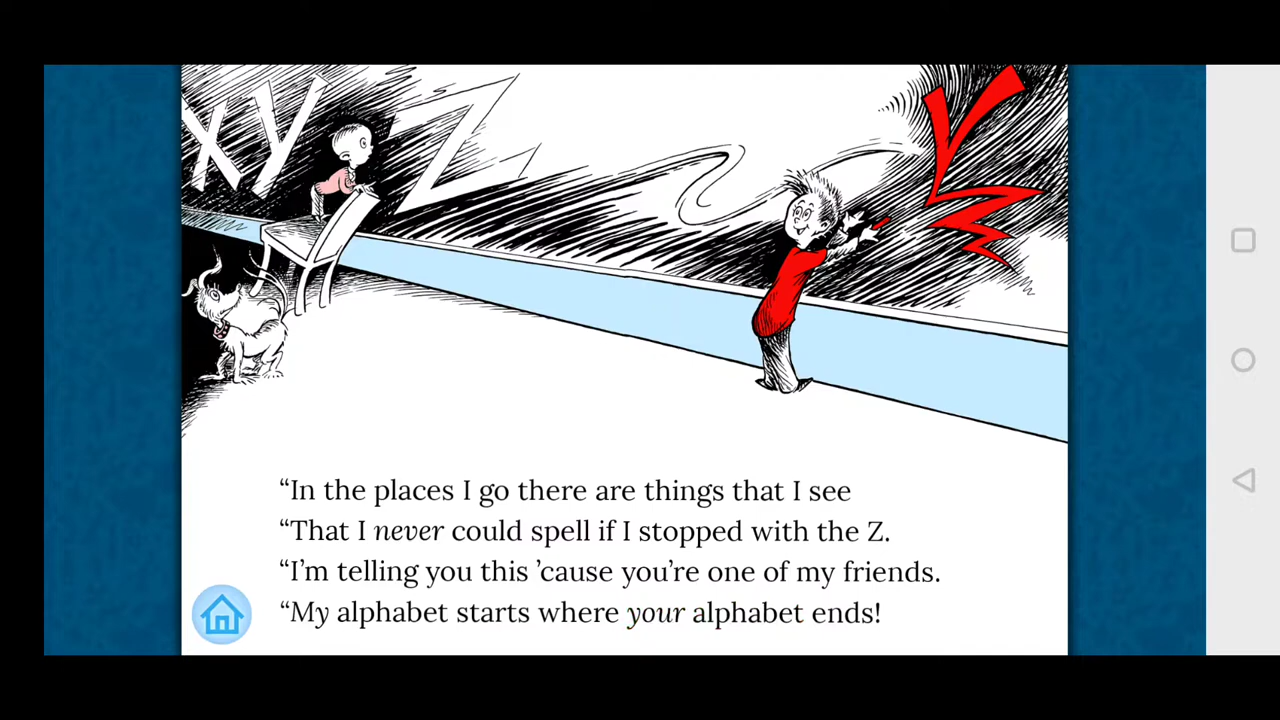 XY Z
“In the places I go there are things that I see
“That I never could spell if I stopped with the Z.
“I’m telling you this ’cause you’re one of my friends.
“My alphabet starts where your alphabet ends!